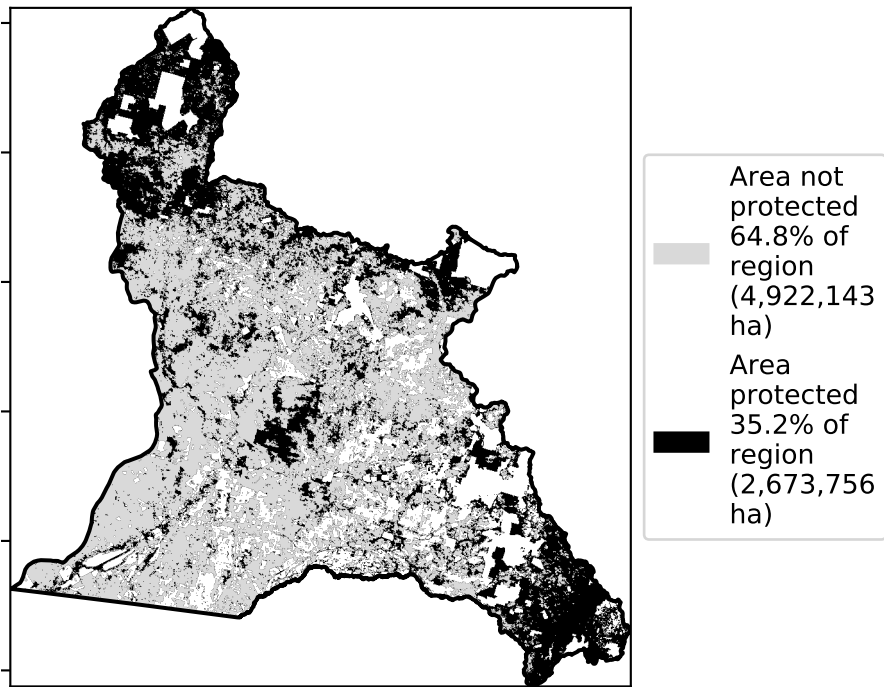 Area not
protected
64.8% of
region
(4,922,143
ha)
Area
protected
35.2% of
region
(2,673,756
ha)